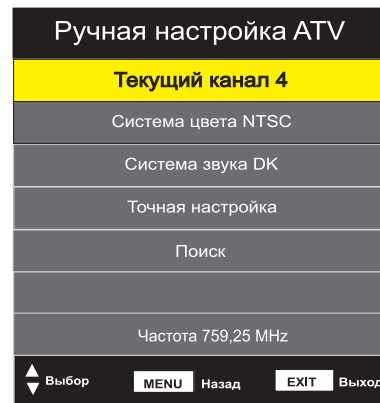 Ручная настройка ATV
Текущий канал 4
Система цвета NTSC
Система звука DK
Точная настройка
Поиск
Частота 759,25 MHz
Выбор MENU Назад EXIT Выход